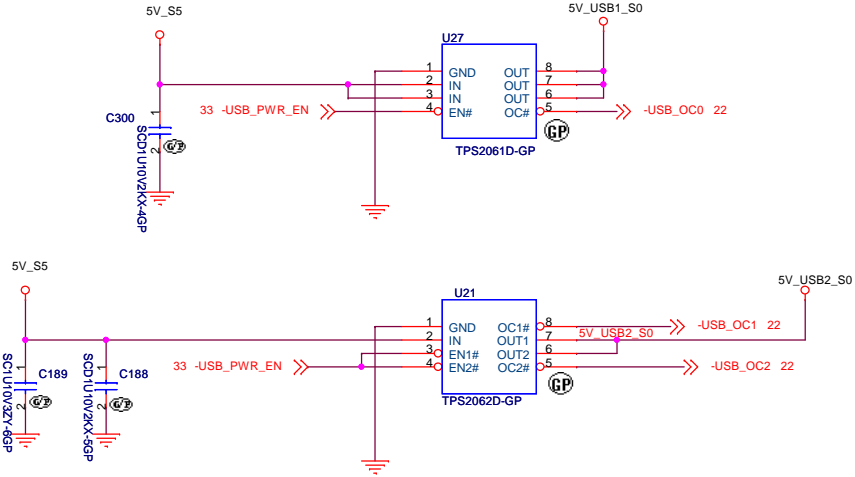 5V_S5
5V_USB1_S0
U27
1 GND OUT 8
2 IN OUT 7
3 IN OUT 6
4 EN# OC# 5
33 -USB_PWR_EN
-USB_OC0 22
GP
TPS2061D-GP
C300
1
2
SCD1U10V2KX-4GP
G/P
5V_S5
5V_USB2_S0
U21
1 GND OC1# 8
2 IN OUT1 7
3 EN1# OUT2 6
4 EN2# OC2# 5
-USB_OC1 22
5V_USB2_S0
33 -USB_PWR_EN
-USB_OC2 22
GP
TPS2062D-GP
C189
1
2
SC1U10V3ZY-6GP
G/P
C188
1
2
SCD1U10V2KX-5GP
G/P